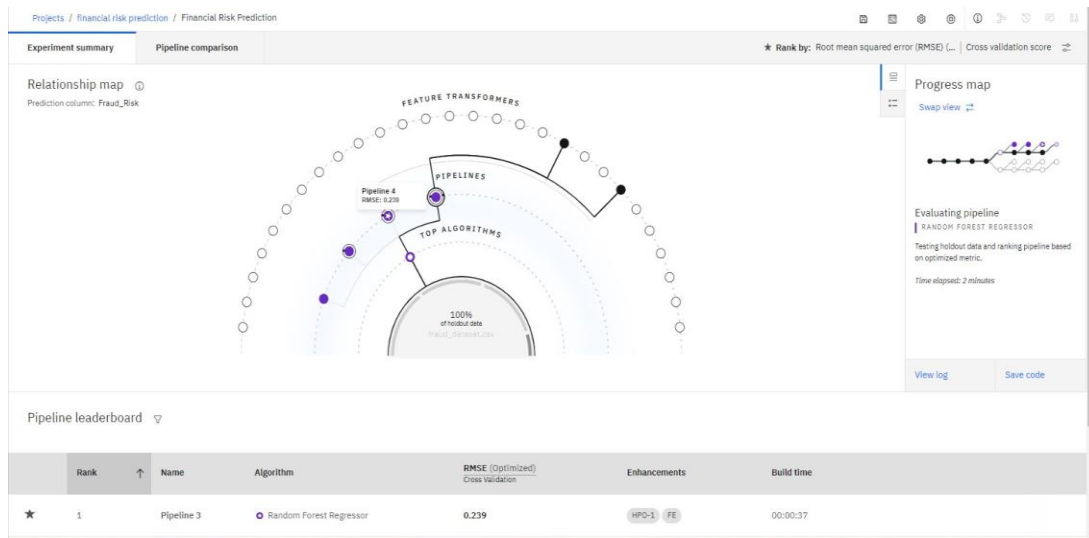 Projects / financial risk prediction / Financial Risk Prediction
Experiment summary
Pipeline comparison
★ Rank by: Root mean squared error (RMSE) (... | Cross validation score
Relationship map
Prediction column: Fraud_Risk
FEATURE TRANSFORMERS
PIPELINES
Pipeline 4
RMSE: 0.239
TOP ALGORITHMS
100%
of holdout data
fraud_dataset.csv
Progress map
Swap view
Evaluating pipeline
RANDOM FOREST REGRESSOR
Testing holdout data and ranking pipeline based
on optimized metric.
Time elapsed: 2 minutes
View log
Save code
Pipeline leaderboard
Rank ↑ Name Algorithm RMSE (Optimized) Enhancements Build time
Cross Validation
★ 1 Pipeline 3 Random Forest Regressor 0.239 HPO-1 FE 00:00:37